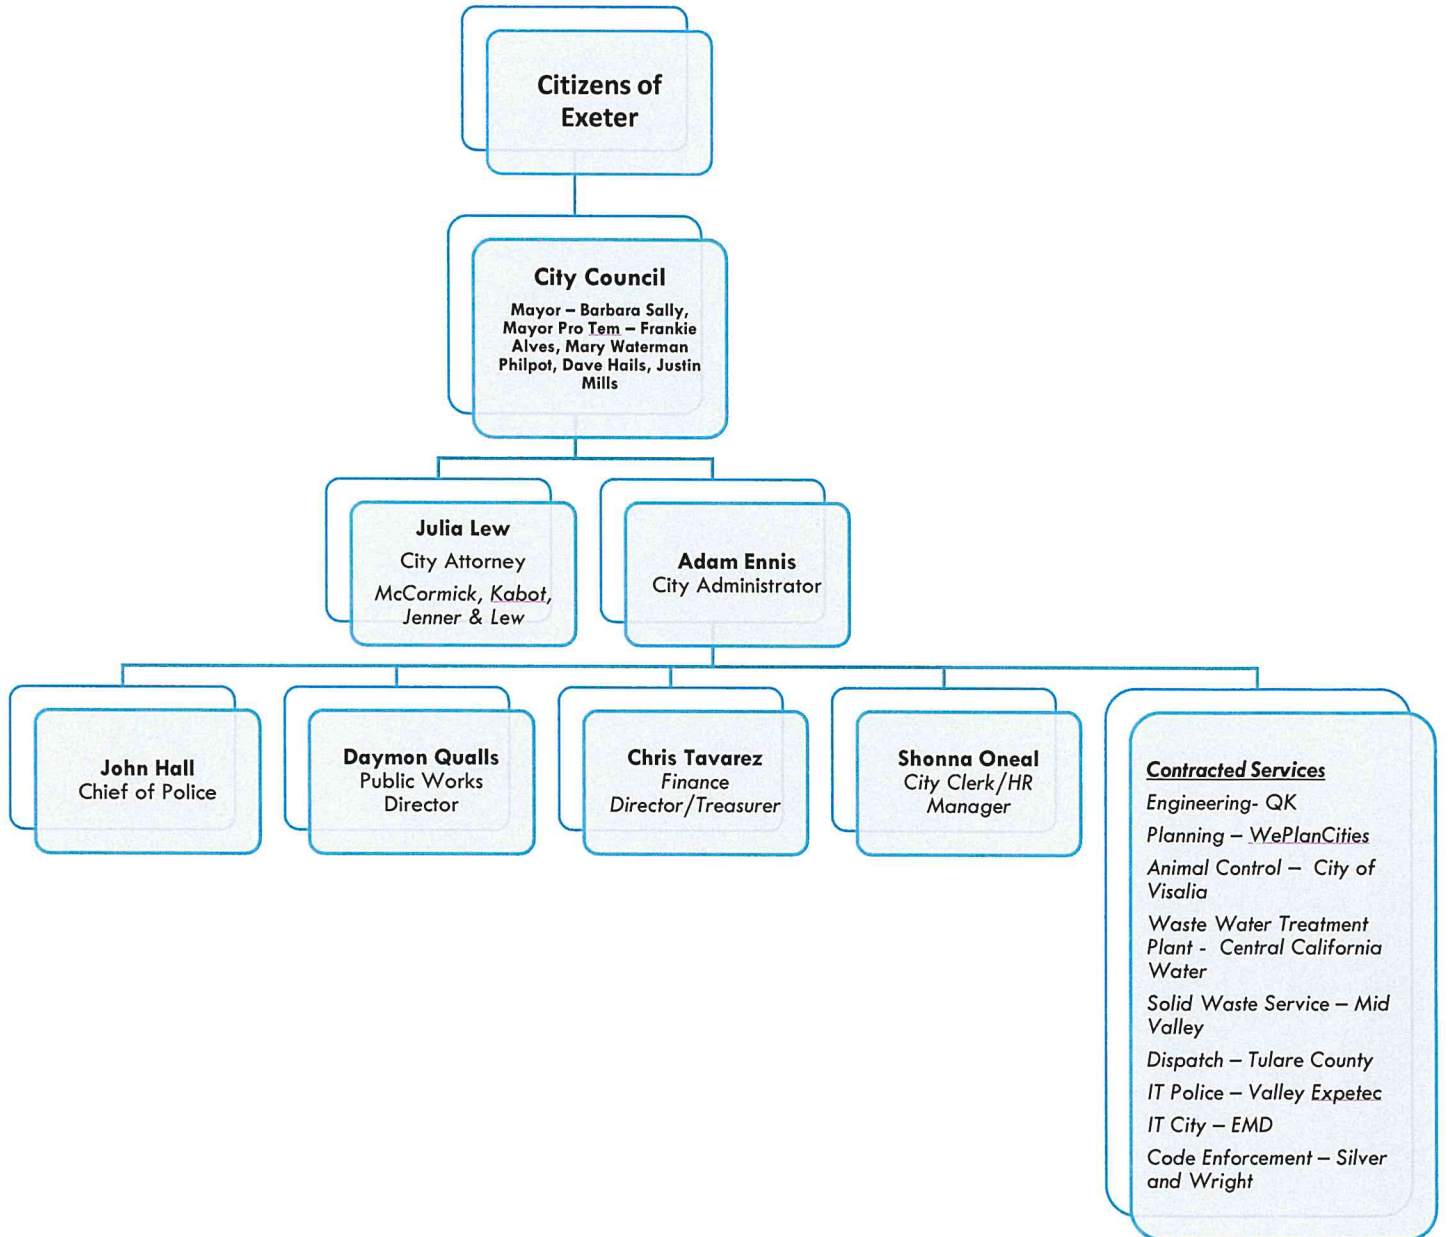 Citizens of
Exeter
City Council
Mayor – Barbara Sally,
Mayor Pro Tem – Frankie
Alves, Mary Waterman
Philpot, Dave Hails, Justin
Mills
Julia Lew
City Attorney
McCormick, Kabot,
Jenner & Lew
Adam Ennis
City Administrator
John Hall
Chief of Police
Daymon Qualls
Public Works
Director
Chris Tavarez
Finance
Director/Treasurer
Shonna Oneal
City Clerk/HR
Manager
Contracted Services
Engineering- QK
Planning – WePlanCities
Animal Control – City of
Visalia
Waste Water Treatment
Plant - Central California
Water
Solid Waste Service – Mid
Valley
Dispatch – Tulare County
IT Police – Valley Expetec
IT City – EMD
Code Enforcement – Silver
and Wright